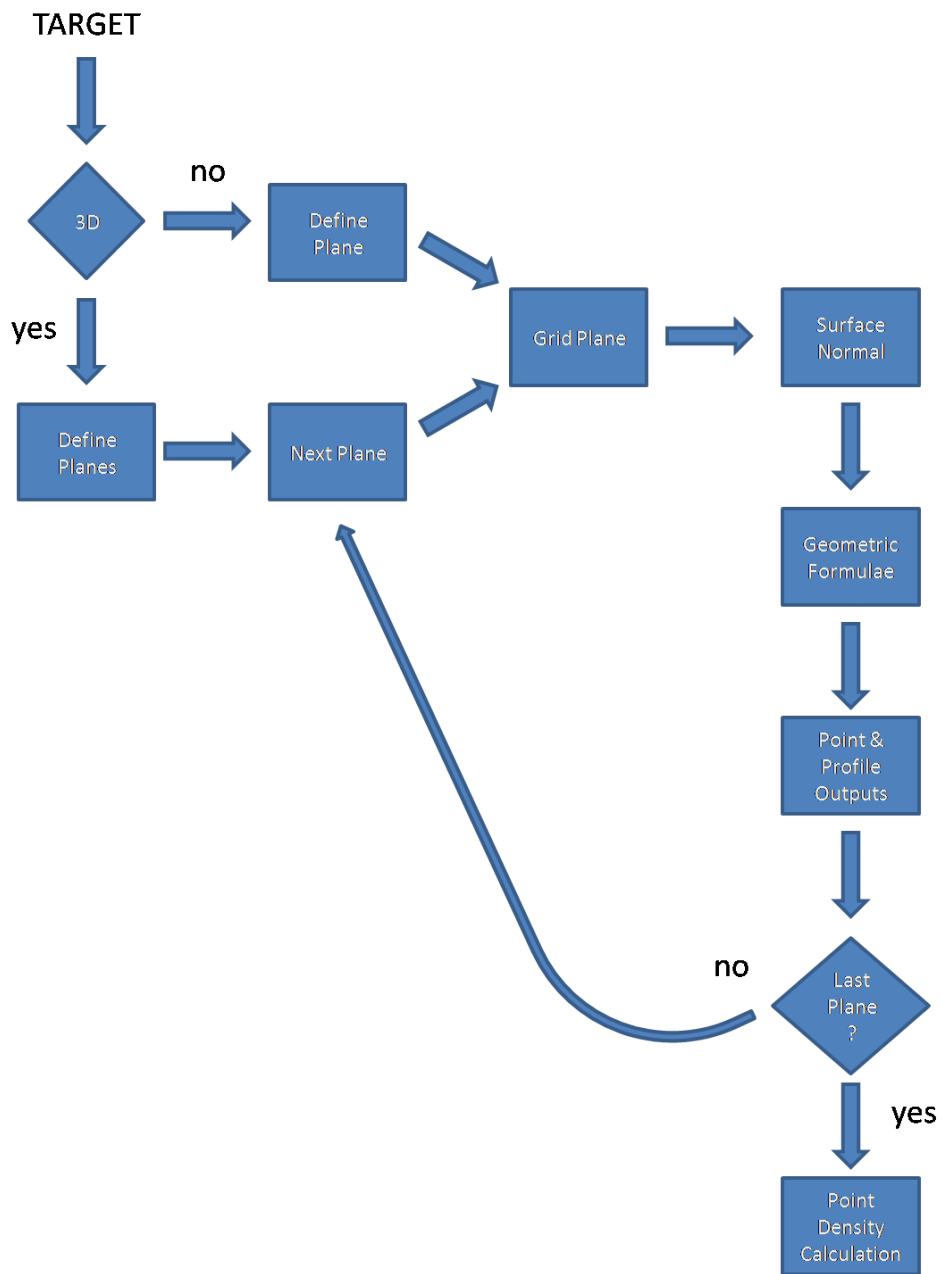 TARGET
no
3D
Define
Plane
yes
Grid Plane
Surface
Normal
Define
Planes
Next Plane
Geometric
Formulae
Point &
Profile
Outputs
no
Last
Plane
?
yes
Point
Density
Calculation